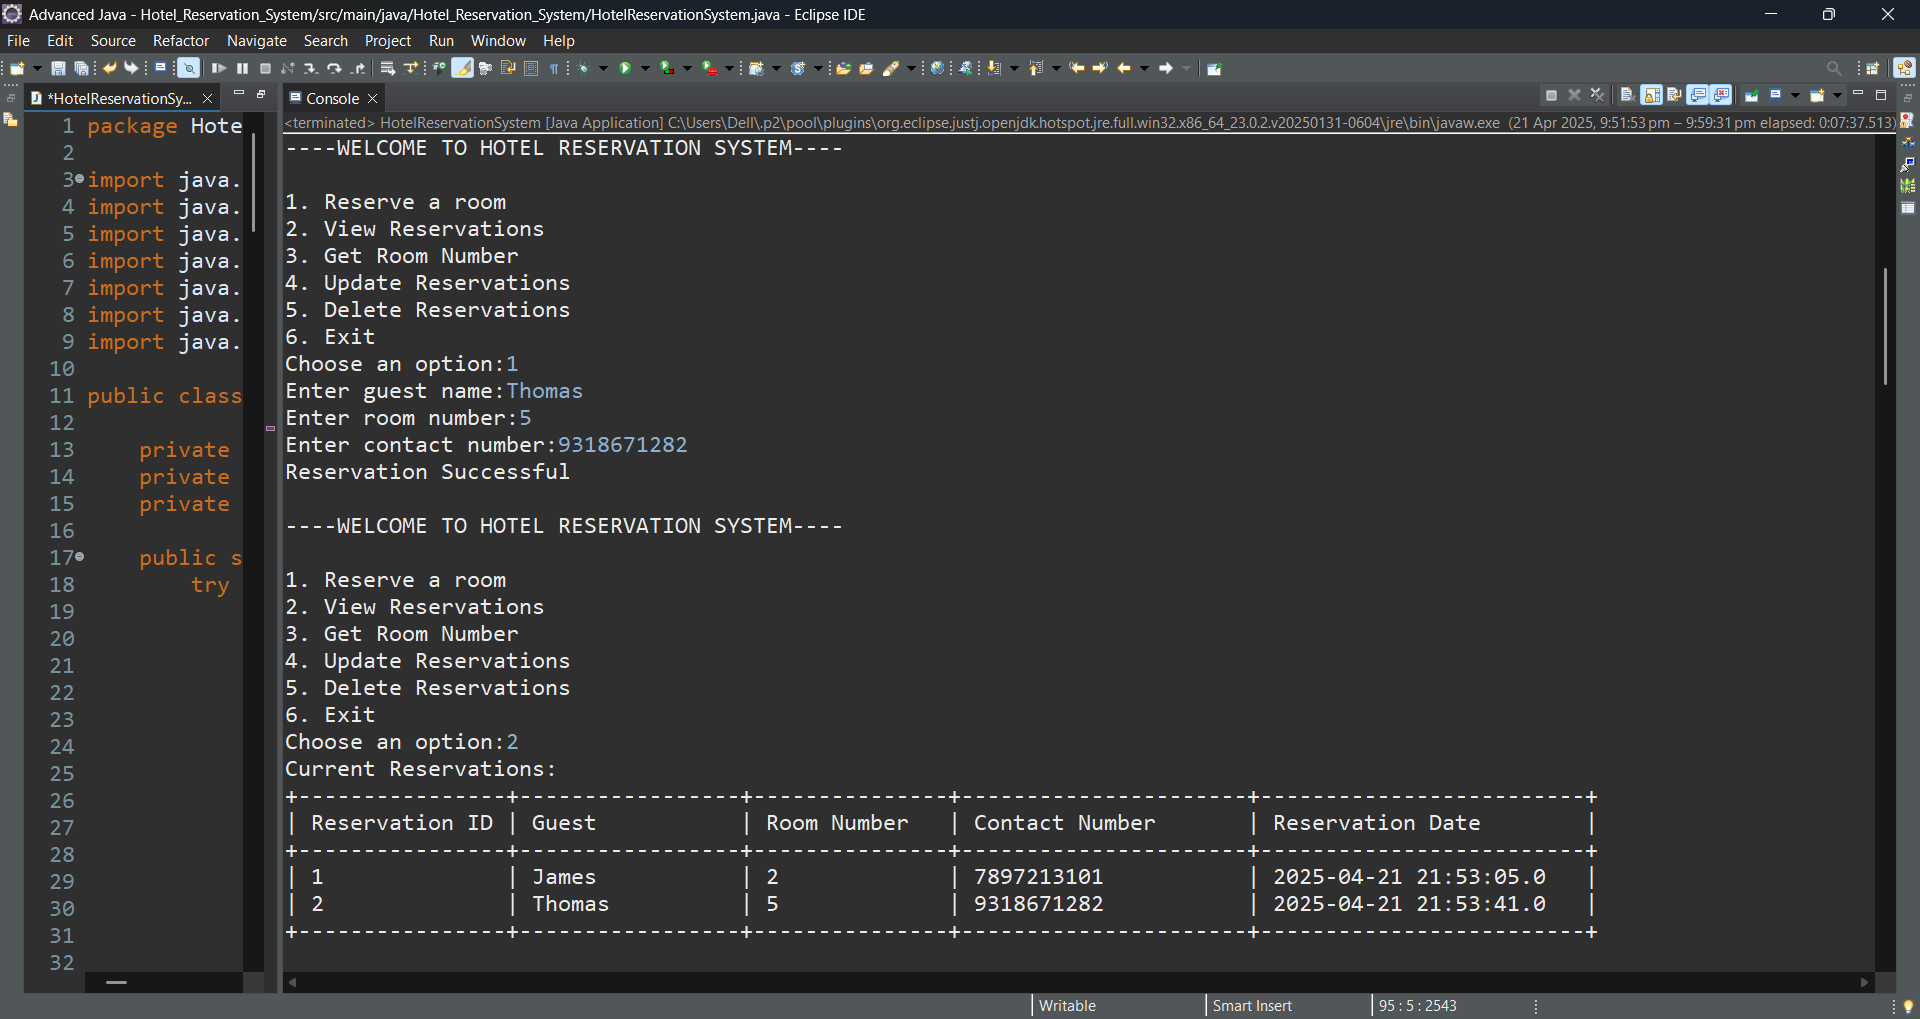 Advanced Java - Hotel_Reservation_System/src/main/java/Hotel_Reservation_System/HotelReservationSystem.java - Eclipse IDE
File Edit Source Refactor Navigate Search Project Run Window Help
*HotelReservationSy...
1 package Hote
2
3 import java.
4 import java.
5 import java.
6 import java.
7 import java.
8 import java.
9 import java.
10
11 public class
12
13 private
14 private
15 private
16
17 public s
18 try
19
20
21
22
23
24
25
26
27
28
29
30
31
32
Console
<terminated> HotelReservationSystem [Java Application] C:\Users\Dell\.p2\pool\plugins\org.eclipse.justj.openjdk.hotspot.jre.full.win32.x86_64_23.0.2.v20250131-0604\jre\bin\javaw.exe (21 Apr 2025, 9:51:53 pm – 9:59:31 pm elapsed: 0:07:37.513)
----WELCOME TO HOTEL RESERVATION SYSTEM----
1. Reserve a room
2. View Reservations
3. Get Room Number
4. Update Reservations
5. Delete Reservations
6. Exit
Choose an option:1
Enter guest name:Thomas
Enter room number:5
Enter contact number:9318671282
Reservation Successful
----WELCOME TO HOTEL RESERVATION SYSTEM----
1. Reserve a room
2. View Reservations
3. Get Room Number
4. Update Reservations
5. Delete Reservations
6. Exit
Choose an option:2
Current Reservations:
+----------------+-----------------+---------------+----------------------+-------------------------+
| Reservation ID | Guest | Room Number | Contact Number | Reservation Date |
+----------------+-----------------+---------------+----------------------+-------------------------+
| 1 | James | 2 | 7897213101 | 2025-04-21 21:53:05.0 |
| 2 | Thomas | 5 | 9318671282 | 2025-04-21 21:53:41.0 |
+----------------+-----------------+---------------+----------------------+-------------------------+
Writable Smart Insert 95 : 5 : 2543